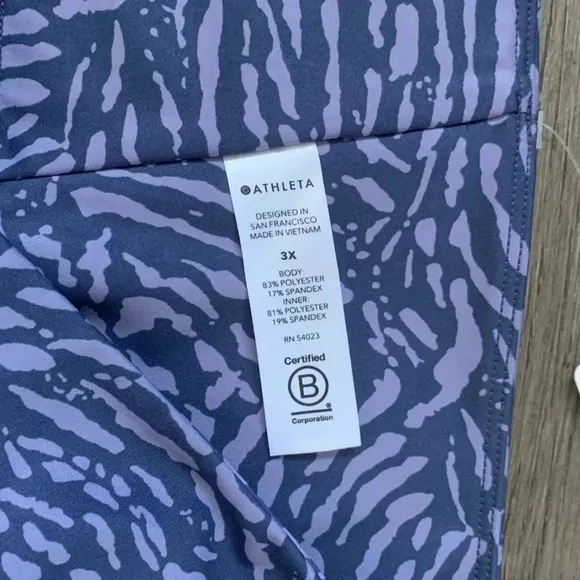 ATHLETA
DESIGNED IN
SAN FRANCISCO
MADE IN VIETNAM
3X
BODY:
83% POLYESTER
17% SPANDEX
INNER:
81% POLYESTER
19% SPANDEX
RN 54023
Certified
B
Corporation